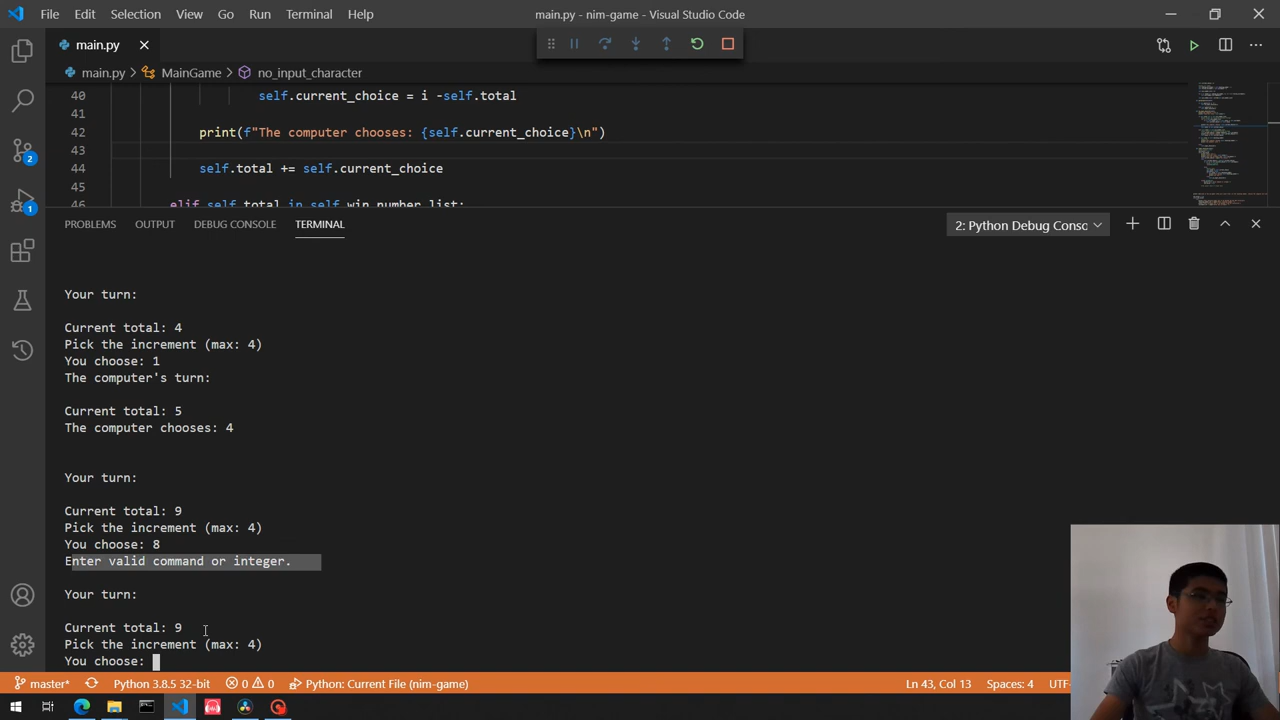 File Edit Selection View Go Run Terminal Help main.py - nim-game - Visual Studio Code
main.py
main.py > MainGame > no_input_character
40 self.current_choice = i -self.total
41
42 print(f"The computer chooses: {self.current_choice}\n")
43
44 self.total += self.current_choice
45
46 elif self.total in self.win_number_list:
PROBLEMS OUTPUT DEBUG CONSOLE TERMINAL 2: Python Debug Consc
2
1
Your turn:
Current total: 4
Pick the increment (max: 4)
You choose: 1
The computer's turn:
Current total: 5
The computer chooses: 4
Your turn:
Current total: 9
Pick the increment (max: 4)
You choose: 8
Enter valid command or integer.
Your turn:
Current total: 9
Pick the increment (max: 4)
You choose:
master* Python 3.8.5 32-bit 0 0 Python: Current File (nim-game) Ln 43, Col 13 Spaces: 4 UTF-